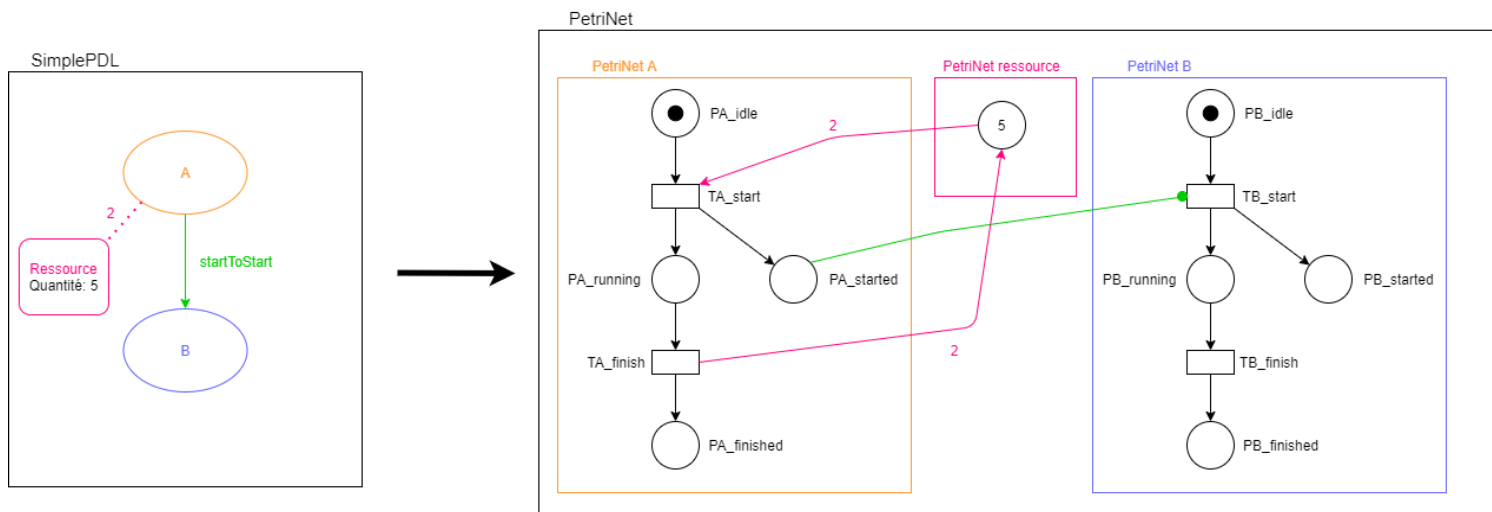 SimplePDL
A
2
Ressource
Quantité: 5
startToStart
B
PetriNet
PetriNet A
PA_idle
2
TA_start
PA_running
PA_started
TA_finish
2
PA_finished
PetriNet ressource
5
PetriNet B
PB_idle
TB_start
PB_running
PB_started
TB_finish
PB_finished